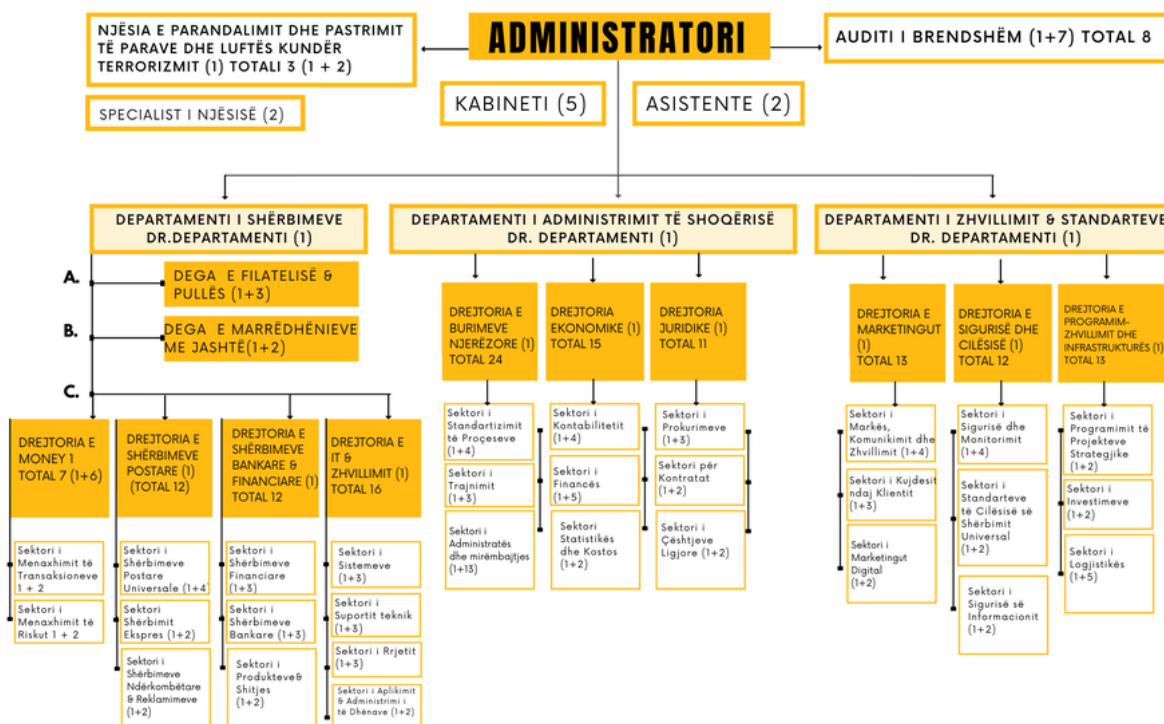 NJËSIA E PARANDALIMIT DHE PASTRIMIT
TË PARAVE DHE LUFTËS KUNDËR
TERRORIZMIT (1) TOTALI 3 (1 + 2)
SPECIALIST I NJËSISË (2)
ADMINISTRATORI
AUDITI I BRENDSHËM (1+7) TOTAL 8
KABINETI (5)
ASISTENTE (2)
DEPARTAMENTI I SHËRBIMEVE
DR.DEPARTAMENTI (1)
DEPARTAMENTI I ADMINISTRIMIT TË SHOQËRISË
DR. DEPARTAMENTI (1)
DEPARTAMENTI I ZHVILLIMIT & STANDARTEVE
DR. DEPARTAMENTI (1)
A.
DEGA E FILATELISË &
PULLËS (1+3)
B.
DEGA E MARRËDHËNIEVE
ME JASHTË(1+2)
C.
DREJTORIA E
MONEY 1
TOTAL 7 (1+6)
Sektori i
Menaxhimit të
Transaksioneve
1 + 2
Sektori i
Menaxhimit të
Riskut 1 + 2
DREJTORIA E
SHËRBIMEVE
POSTARE (1)
(TOTAL 12)
Sektori i
Shërbimeve
Postare
Universale (1+4)
Sektori i
Shërbimit
Ekspres (1+2)
Sektori i
Shërbimeve
Ndërkombëtare
& Reklamimeve
(1+2)
DREJTORIA E
SHËRBIMEVE
BANKARE &
FINANCIARE (1)
TOTAL 12
Sektori i
Shërbimeve
Financiare
(1+3)
Sektori i
Shërbimeve
Bankare (1+3)
Sektori i
Produkteve&
Shitjes
(1+2)
DREJTORIA E
IT &
ZHVILLIMIT (1)
TOTAL 16
Sektori i
Sistemeve
(1+3)
Sektori i
Suportit teknik
(1+3)
Sektori i Rrjetit
(1+3)
Sektori i Aplikimit
& Administrimi i
të Dhënave (1+2)
DREJTORIA E
BURIMEVE
NJERËZORE (1)
TOTAL 24
Sektori i
Standartizimit
të Proçeseve
(1+4)
Sektori i
Trajnimit
(1+3)
Sektori i
Administratës
dhe mirëmbajtjes
(1+13)
DREJTORIA
EKONOMIKE (1)
TOTAL 15
Sektori i
Kontabilitetit
(1+4)
Sektori i
Financës
(1+5)
Sektori
Statistikës
dhe Kostos
(1+2)
DREJTORIA
JURIDIKE (1)
TOTAL 11
Sektori i
Prokurimeve
(1+3)
Sektori për
Kontratat
(1+2)
Sektori i
Çështjeve
Ligjore (1+2)
DREJTORIA E
MARKETINGUT
(1)
TOTAL 13
Sektori i
Markës,
Komunikimit dhe
Zhvillimit (1+4)
Sektori i Kujdesit
ndaj Klientit
(1+3)
Sektori i
Marketingut
Digital
(1+2)
DREJTORIA E
SIGURISË DHE
CILËSISË (1)
TOTAL 12
Sektori i
Sigurisë dhe
Monitorimit
(1+4)
Sektori i
Standarteve
të Cilësisë së
Shërbimit
Universal
(1+2)
Sektori i
Sigurisë së
Informacionit
(1+2)
DREJTORIA E
PROGRAMIM-
ZHVILLIMIT DHE
INFRASTRUKTURËS (1)
TOTAL 13
Sektori i
Programimit të
Projekteve
Strategjike
(1+2)
Sektori i
Investimeve
(1+2)
Sektori i
Logjistikës
(1+5)